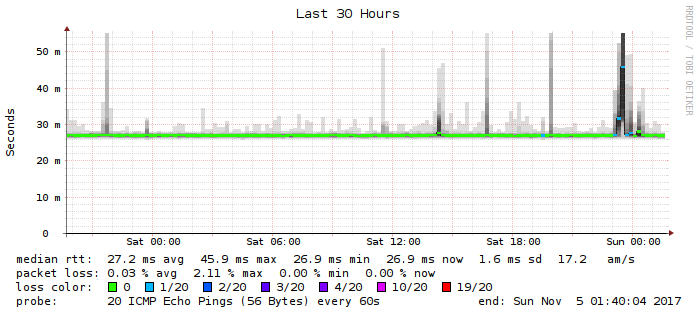 Last 30 Hours
RRDTOOL / TOBI OETIKER
Seconds
50 m
40 m
30 m
20 m
10 m
0
Sat 00:00 Sat 06:00 Sat 12:00 Sat 18:00 Sun 00:00
median rtt: 27.2 ms avg 45.9 ms max 26.9 ms min 26.9 ms now 1.6 ms sd 17.2 am/s
packet loss: 0.03 % avg 2.11 % max 0.00 % min 0.00 % now
loss color: 0 1/20 2/20 3/20 4/20 10/20 19/20
probe: 20 ICMP Echo Pings (56 Bytes) every 60s end: Sun Nov 5 01:40:04 2017